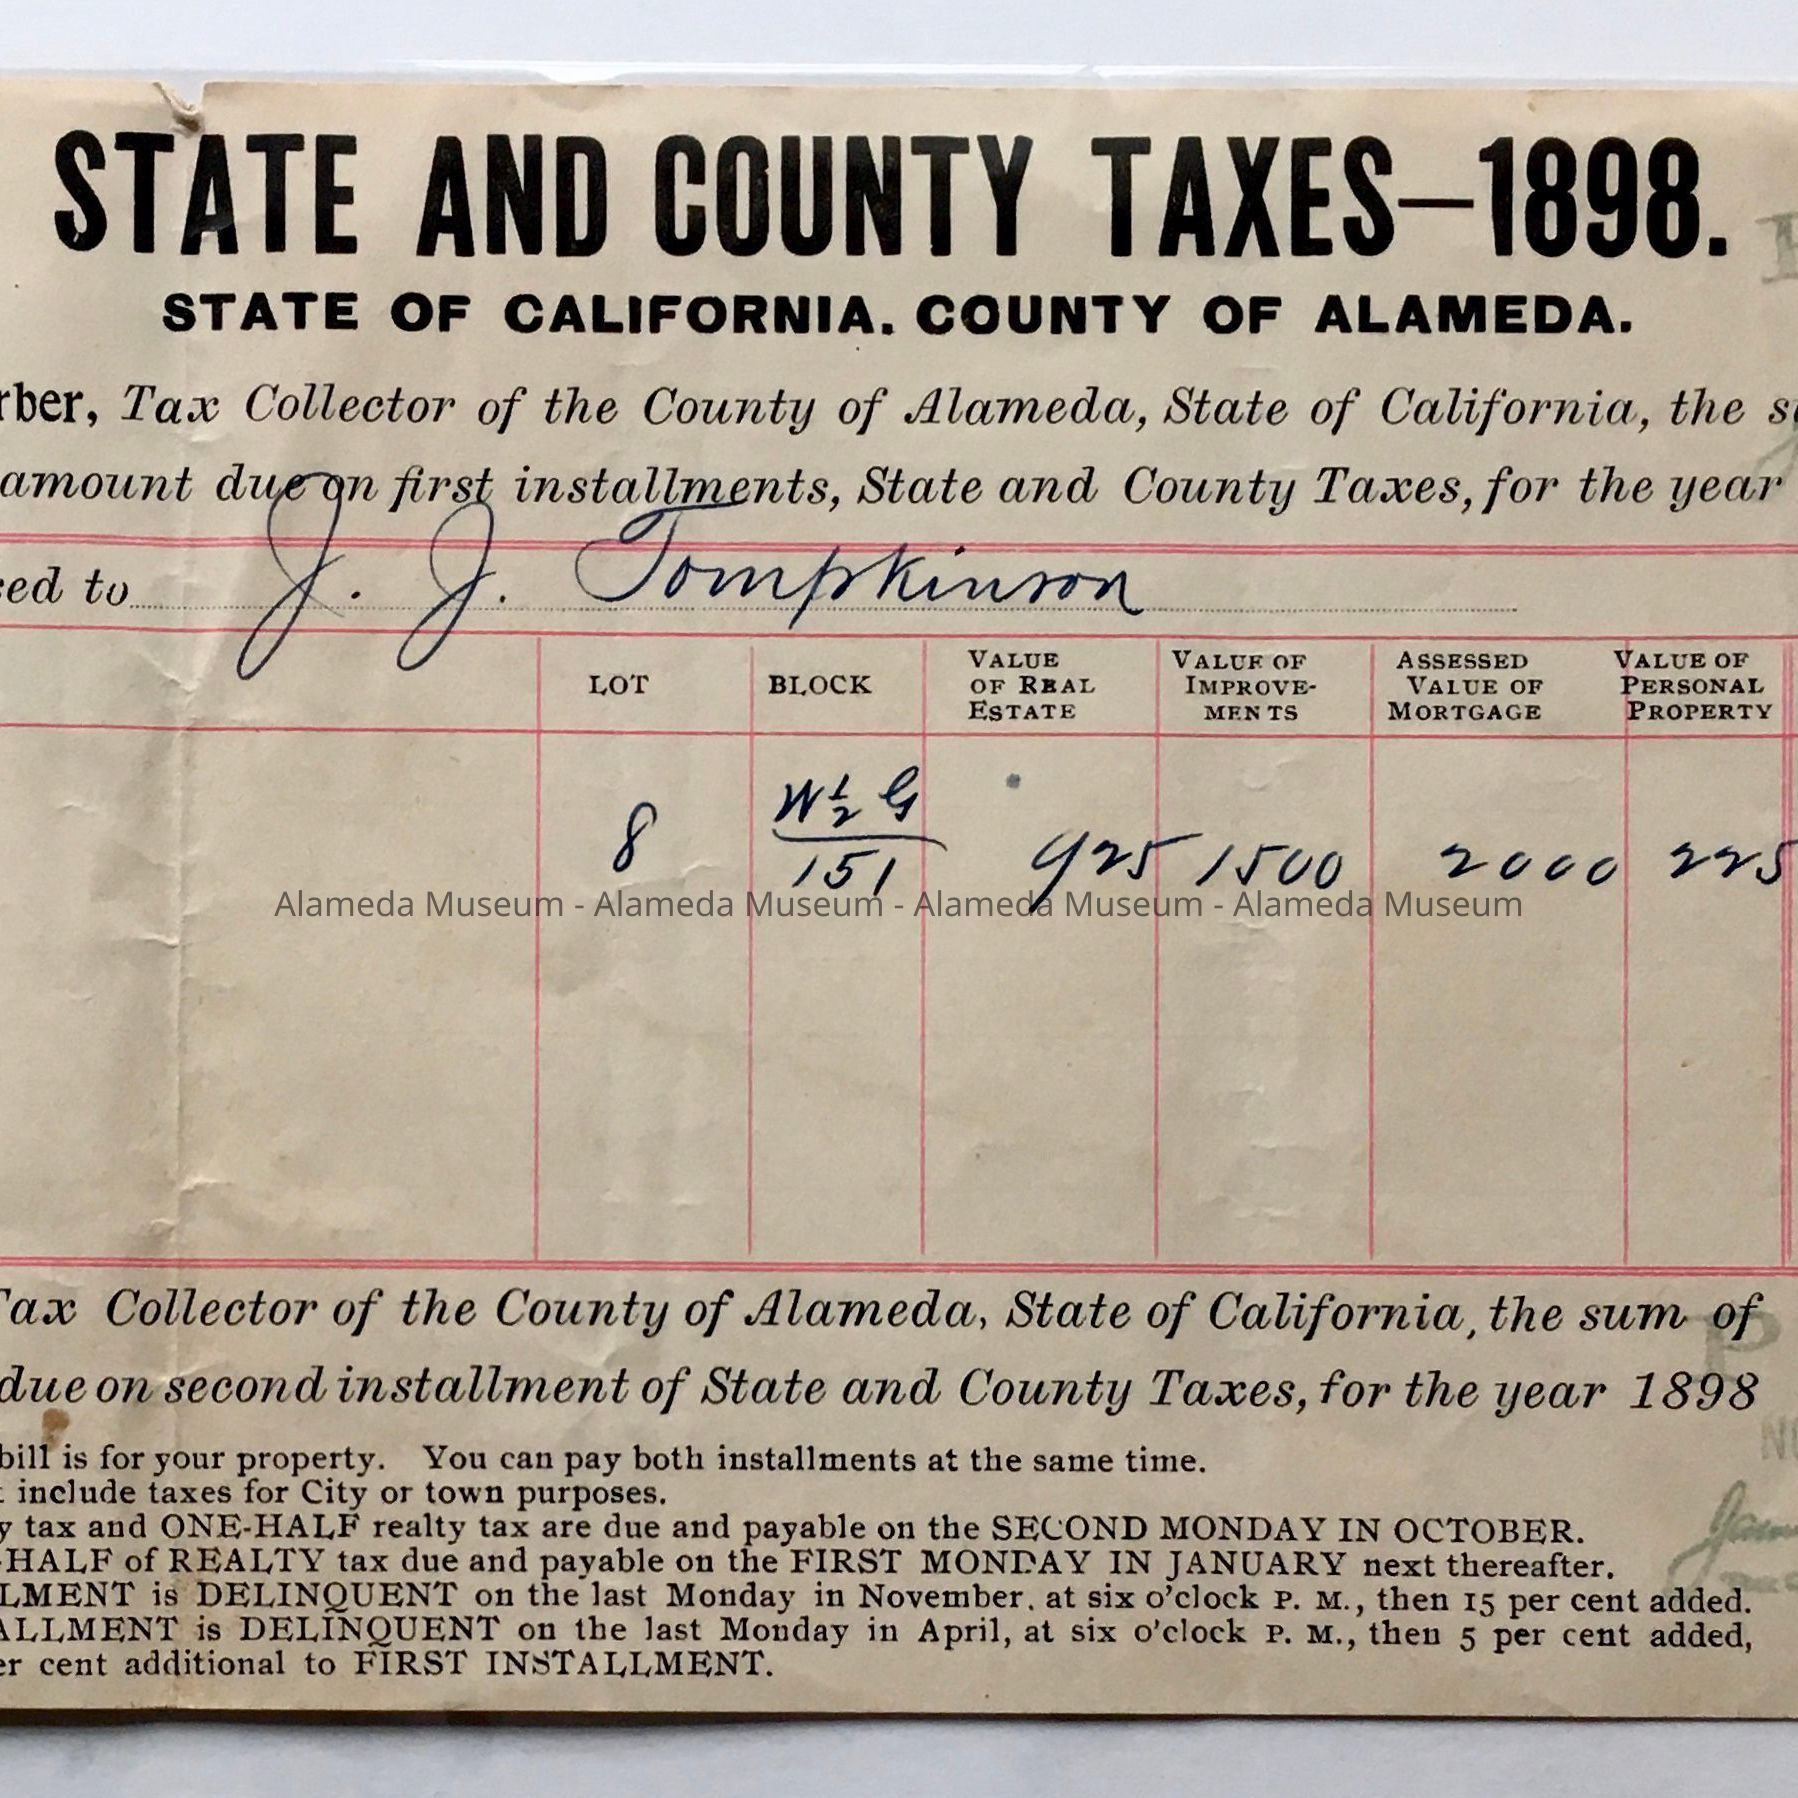 STATE AND COUNTY TAXES—1898.
STATE OF CALIFORNIA. COUNTY OF ALAMEDA.
rber, Tax Collector of the County of Alameda, State of California, the s
amount due on first installments, State and County Taxes, for the year
sed to J. J. Tompkinson
LOT BLOCK VALUE OF REAL ESTATE VALUE OF IMPROVE- MENTS ASSESSED VALUE OF MORTGAGE VALUE OF PERSONAL PROPERTY
W½ G
8 151 925 1500 2000 225
Alameda Museum - Alameda Museum - Alameda Museum - Alameda Museum
Tax Collector of the County of Alameda, State of California, the sum of
due on second installment of State and County Taxes, for the year 1898
bill is for your property. You can pay both installments at the same time.
include taxes for City or town purposes.
y tax and ONE-HALF realty tax are due and payable on the SECOND MONDAY IN OCTOBER.
-HALF of REALTY tax due and payable on the FIRST MONDAY IN JANUARY next thereafter.
LMENT is DELINQUENT on the last Monday in November. at six o'clock P. M., then 15 per cent added.
ALLMENT is DELINQUENT on the last Monday in April, at six o'clock P. M., then 5 per cent added,
er cent additional to FIRST INSTALLMENT.